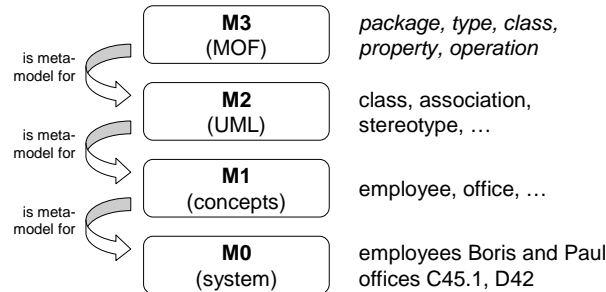 M3
(MOF)
package, type, class,
property, operation
is meta-
model for
M2
(UML)
class, association,
stereotype, …
is meta-
model for
M1
(concepts)
employee, office, …
is meta-
model for
M0
(system)
employees Boris and Paul
offices C45.1, D42